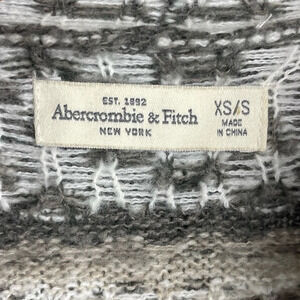 EST. 1892
Abercrombie & Fitch
NEW YORK
XS/S
MADE
IN CHINA